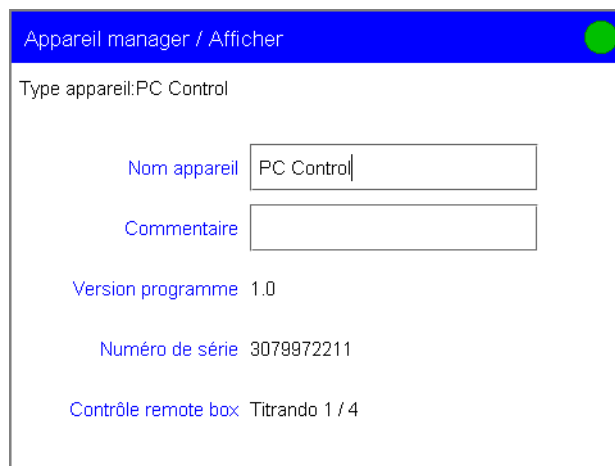 Appareil manager / Afficher
Type appareil:PC Control
Nom appareil PC Control
Commentaire
Version programme 1.0
Numéro de série 3079972211
Contrôle remote box Titrando 1 / 4